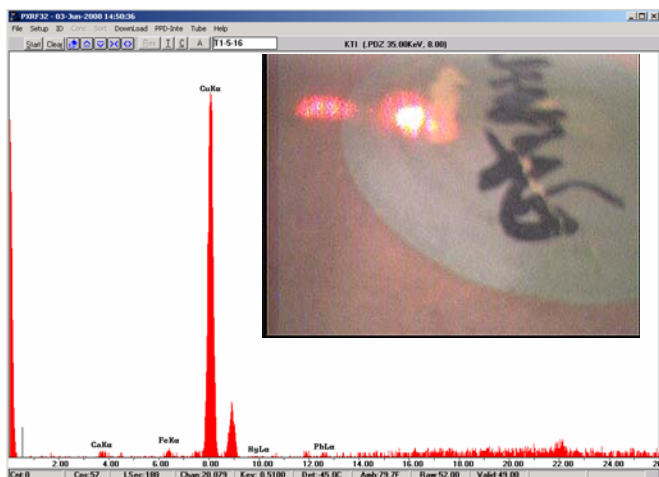 PXRF32 - 03-Jun-2008 14:50:36
File Setup ID Conc Sort DownLoad PPD-Inte Tube Help
Start Clear Rex I C A T1-5-16 KTI (.PDZ 35.00KeV, 8.00)
CuKα
CaKα
FeKα
HgLα
PbLα
2.00 4.00 6.00 8.00 10.00 12.00 14.00 16.00 18.00 20.00 22.00 24.00
Cnt:0 Cps:57 LSec:180 Chan:20.079 Key: 0.5100 Det:-45.0C Amb:79.7F Raw:52.00 Valid:49.00